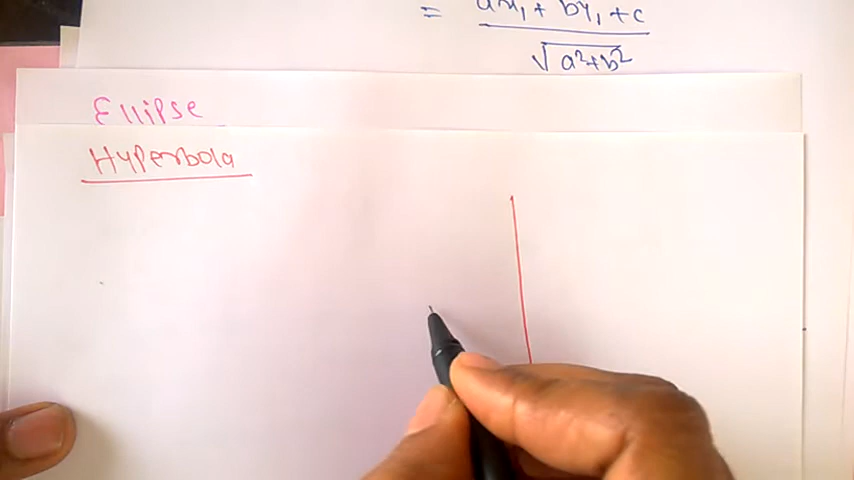 = ax₁ + by₁ + c
√a²+b²
Ellipse
Hyperbola